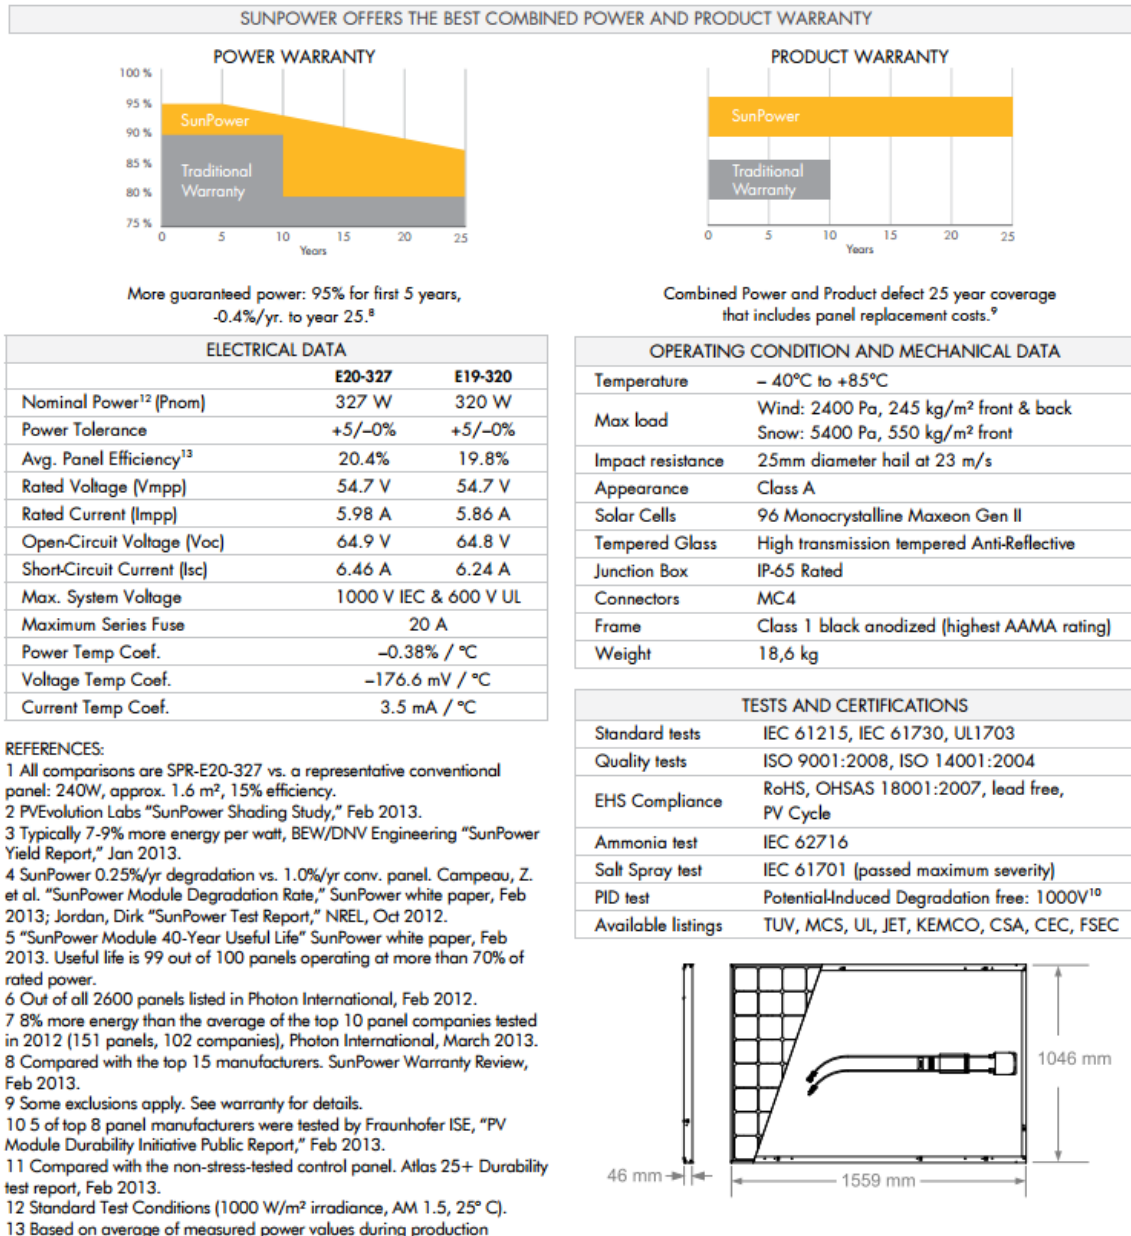 SUNPOWER OFFERS THE BEST COMBINED POWER AND PRODUCT WARRANTY
POWER WARRANTY
100 %
95 %
90 %
85 %
80 %
75 %
SunPower
Traditional
Warranty
0 5 10 15 20 25
Years
More guaranteed power: 95% for first 5 years,
-0.4%/yr. to year 25.⁸
PRODUCT WARRANTY
SunPower
Traditional
Warranty
0 5 10 15 20 25
Years
Combined Power and Product defect 25 year coverage
that includes panel replacement costs.⁹
ELECTRICAL DATA
E20-327 E19-320
Nominal Power¹² (Pnom) 327 W 320 W
Power Tolerance +5/–0% +5/–0%
Avg. Panel Efficiency¹³ 20.4% 19.8%
Rated Voltage (Vmpp) 54.7 V 54.7 V
Rated Current (Impp) 5.98 A 5.86 A
Open-Circuit Voltage (Voc) 64.9 V 64.8 V
Short-Circuit Current (Isc) 6.46 A 6.24 A
Max. System Voltage 1000 V IEC & 600 V UL
Maximum Series Fuse 20 A
Power Temp Coef. –0.38% / °C
Voltage Temp Coef. –176.6 mV / °C
Current Temp Coef. 3.5 mA / °C
REFERENCES:
1 All comparisons are SPR-E20-327 vs. a representative conventional
panel: 240W, approx. 1.6 m², 15% efficiency.
2 PVEvolution Labs “SunPower Shading Study,” Feb 2013.
3 Typically 7-9% more energy per watt, BEW/DNV Engineering “SunPower
Yield Report,” Jan 2013.
4 SunPower 0.25%/yr degradation vs. 1.0%/yr conv. panel. Campeau, Z.
et al. “SunPower Module Degradation Rate,” SunPower white paper, Feb
2013; Jordan, Dirk “SunPower Test Report,” NREL, Oct 2012.
5 “SunPower Module 40-Year Useful Life” SunPower white paper, Feb
2013. Useful life is 99 out of 100 panels operating at more than 70% of
rated power.
6 Out of all 2600 panels listed in Photon International, Feb 2012.
7 8% more energy than the average of the top 10 panel companies tested
in 2012 (151 panels, 102 companies), Photon International, March 2013.
8 Compared with the top 15 manufacturers. SunPower Warranty Review,
Feb 2013.
9 Some exclusions apply. See warranty for details.
10 5 of top 8 panel manufacturers were tested by Fraunhofer ISE, “PV
Module Durability Initiative Public Report,” Feb 2013.
11 Compared with the non-stress-tested control panel. Atlas 25+ Durability
test report, Feb 2013.
12 Standard Test Conditions (1000 W/m² irradiance, AM 1.5, 25° C).
13 Based on average of measured power values during production
OPERATING CONDITION AND MECHANICAL DATA
Temperature – 40°C to +85°C
Max load Wind: 2400 Pa, 245 kg/m² front & back
Snow: 5400 Pa, 550 kg/m² front
Impact resistance 25mm diameter hail at 23 m/s
Appearance Class A
Solar Cells 96 Monocrystalline Maxeon Gen II
Tempered Glass High transmission tempered Anti-Reflective
Junction Box IP-65 Rated
Connectors MC4
Frame Class 1 black anodized (highest AAMA rating)
Weight 18,6 kg
TESTS AND CERTIFICATIONS
Standard tests IEC 61215, IEC 61730, UL1703
Quality tests ISO 9001:2008, ISO 14001:2004
EHS Compliance RoHS, OHSAS 18001:2007, lead free,
PV Cycle
Ammonia test IEC 62716
Salt Spray test IEC 61701 (passed maximum severity)
PID test Potential-Induced Degradation free: 1000V¹⁰
Available listings TUV, MCS, UL, JET, KEMCO, CSA, CEC, FSEC
1046 mm
46 mm
1559 mm